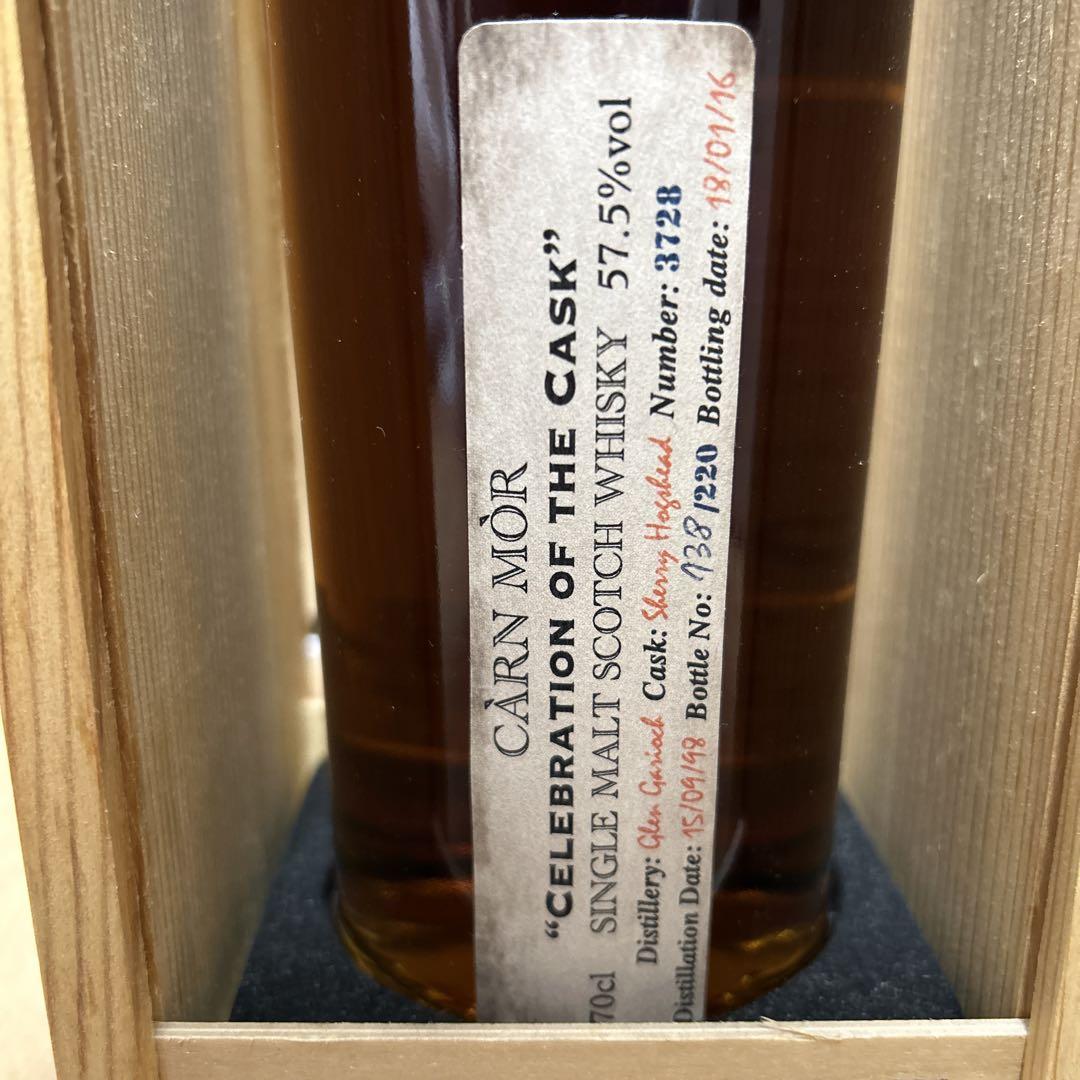 CÀRN MÒR
“CELEBRATION OF THE CASK”
70cl SINGLE MALT SCOTCH WHISKY 57.5%vol
Distillery: Glen Garioch Cask: Sherry Hogshead Number: 3728
Distillation Date: 15/09/98 Bottle No: 138/220 Bottling date: 18/01/16